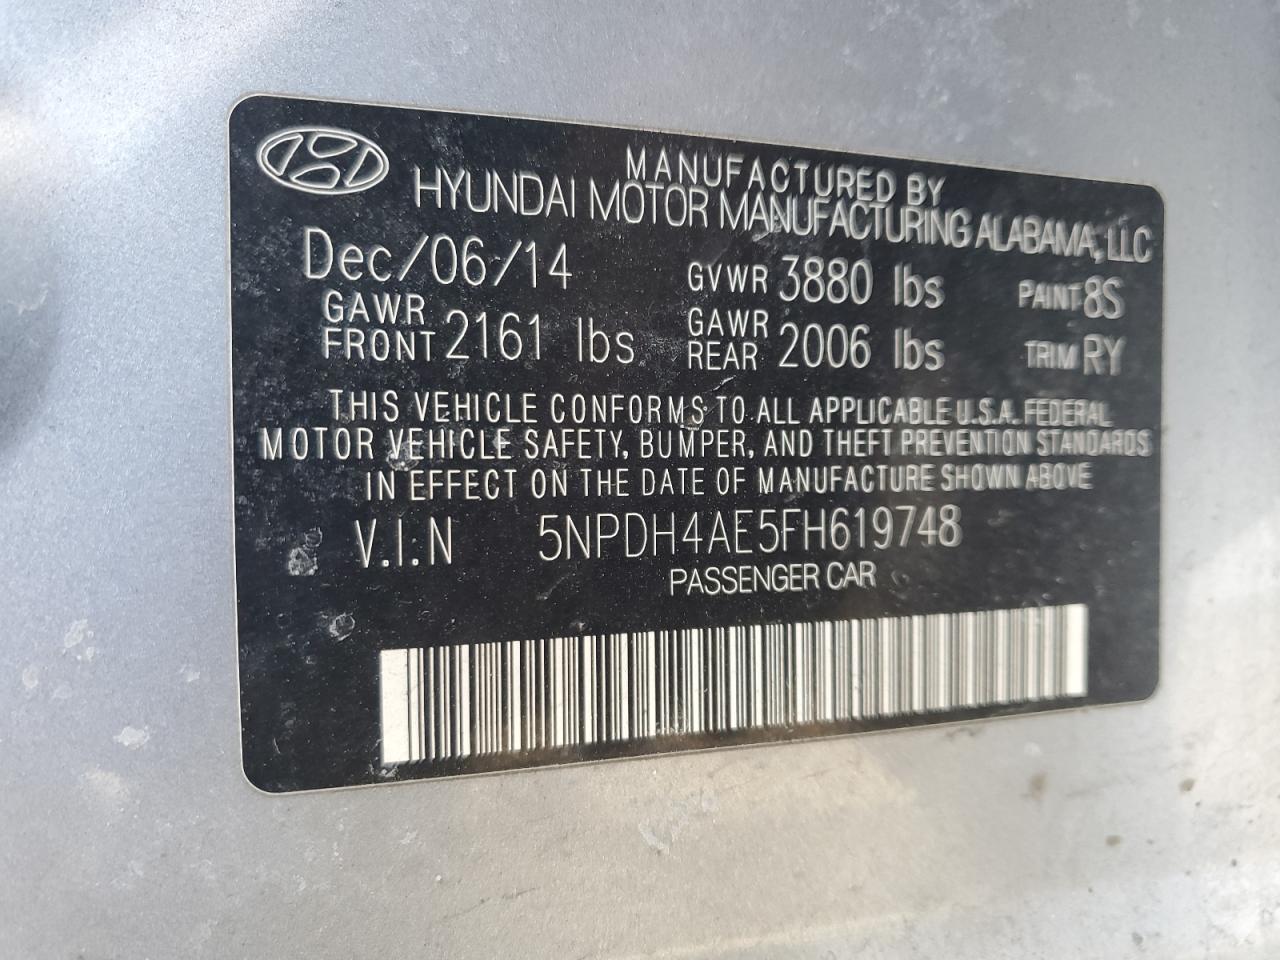 MANUFACTURED BY
HYUNDAI MOTOR MANUFACTURING ALABAMA, LLC
Dec/06/14 GVWR 3880 lbs PAINT 8S
GAWR FRONT 2161 lbs GAWR REAR 2006 lbs TRIM RY
THIS VEHICLE CONFORMS TO ALL APPLICABLE U.S.A. FEDERAL
MOTOR VEHICLE SAFETY, BUMPER, AND THEFT PREVENTION STANDARDS
IN EFFECT ON THE DATE OF MANUFACTURE SHOWN ABOVE
V.I.N 5NPDH4AE5FH619748
PASSENGER CAR